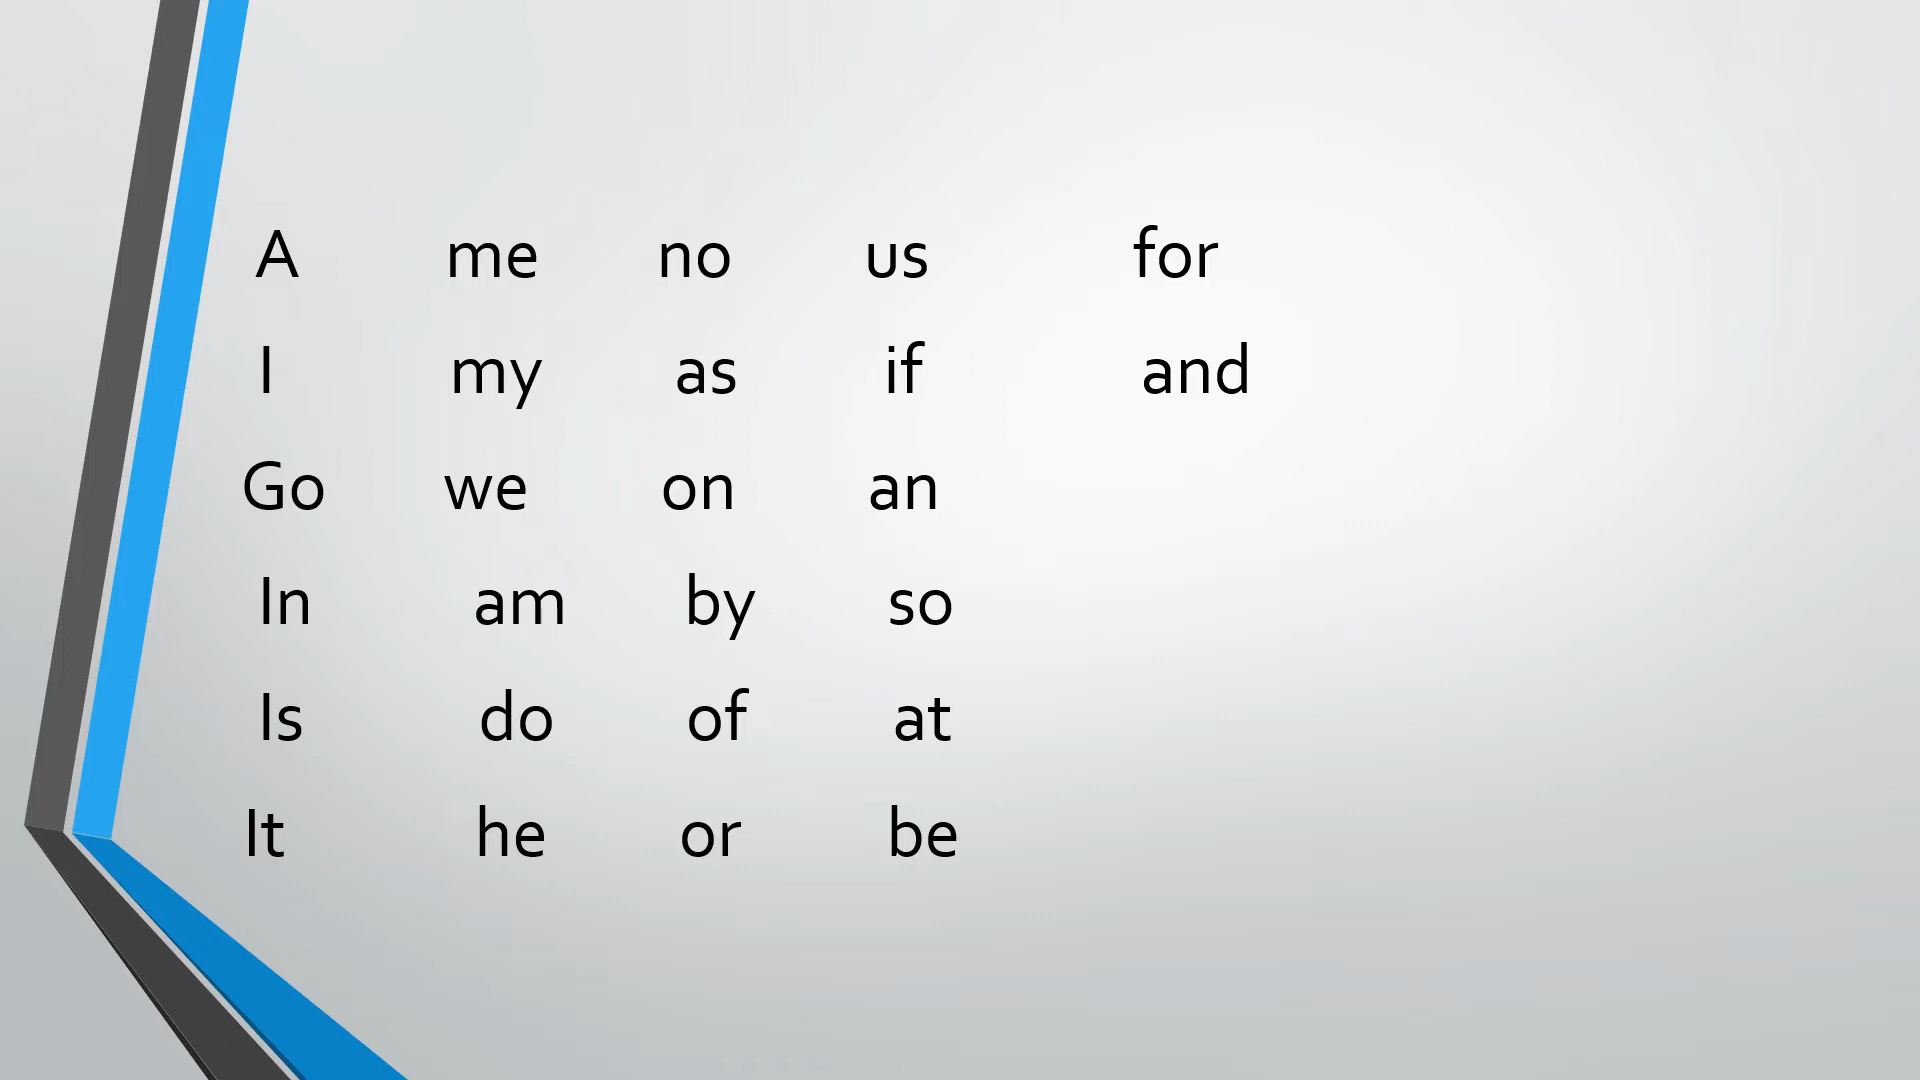 A me no us for
I my as if and
Go we on an
In am by so
Is do of at
It he or be